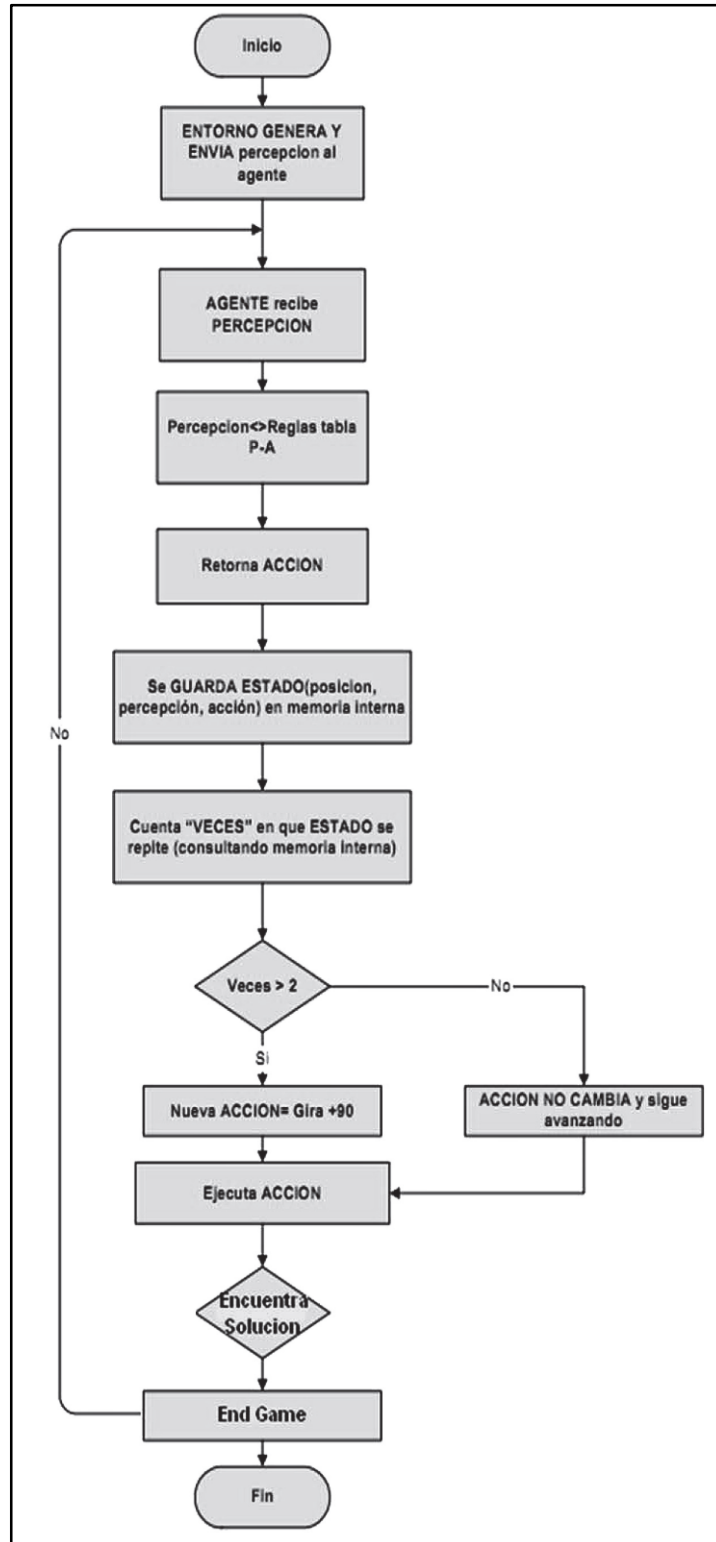 Inicio
ENTORNO GENERA Y
ENVIA percepcion al
agente
AGENTE recibe
PERCEPCION
Percepcion<>Reglas tabla
P-A
Retorna ACCION
Se GUARDA ESTADO(posicion,
percepción, acción) en memoria interna
No
Cuenta “VECES” en que ESTADO se
repite (consultando memoria interna)
Veces > 2
No
Si
Nueva ACCION= Gira +90
ACCION NO CAMBIA y sigue
avanzando
Ejecuta ACCION
Encuentra
Solucion
End Game
Fin